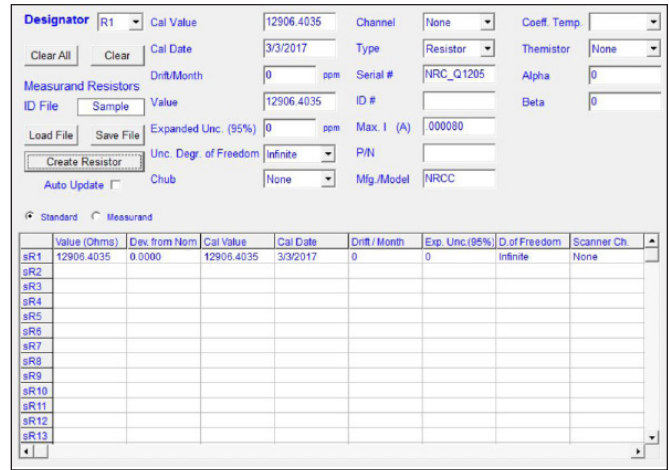 Designator R1 Cal Value 12906.4035 Channel None Coeff. Temp.
Clear All Clear Cal Date 3/3/2017 Type Resistor Themistor None
Drift/Month 0 ppm Serial # NRC_Q1205 Alpha 0
Measurand Resistors
ID File Sample Value 12906.4035 ID # Beta 0
Load File Save File Expanded Unc. (95%) 0 ppm Max. I (A) .000080
Create Resistor Unc. Degr. of Freedom Infinite P/N
Auto Update Chub None Mfg./Model NRCC
Standard Measurand
Value (Ohms) Dev. from Nom Cal Value Cal Date Drift / Month Exp. Unc.(95%) D.of Freedom Scanner Ch.
sR1 12906.4035 0.0000 12906.4035 3/3/2017 0 0 Infinite None
sR2
sR3
sR4
sR5
sR6
sR7
sR8
sR9
sR10
sR11
sR12
sR13